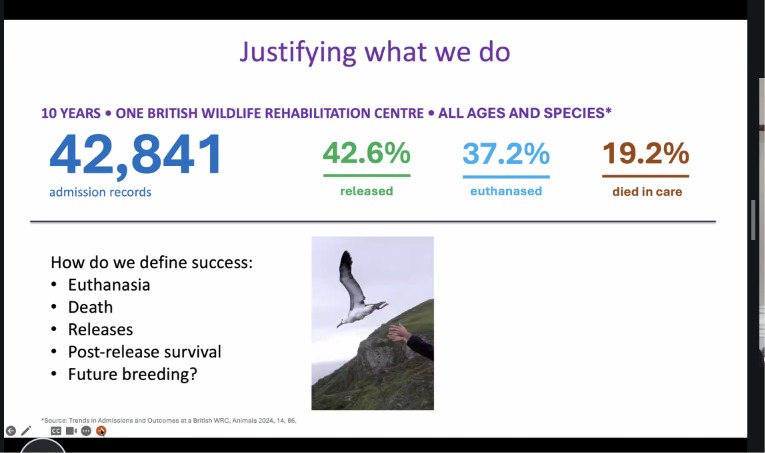 Justifying what we do
10 YEARS • ONE BRITISH WILDLIFE REHABILITATION CENTRE • ALL AGES AND SPECIES*
42,841
admission records
42.6%
released
37.2%
euthanased
19.2%
died in care
How do we define success:
• Euthanasia
• Death
• Releases
• Post-release survival
• Future breeding?
*Source: Trends in Admissions and Outcomes at a British WRC, Animals 2024, 14, 86.
CC